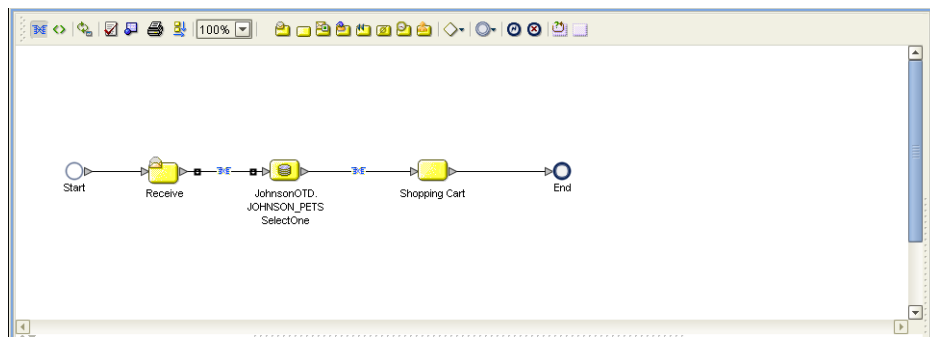 100%
Start
Receive
JohnsonOTD.
JOHNSON_PETS
SelectOne
Shopping Cart
End